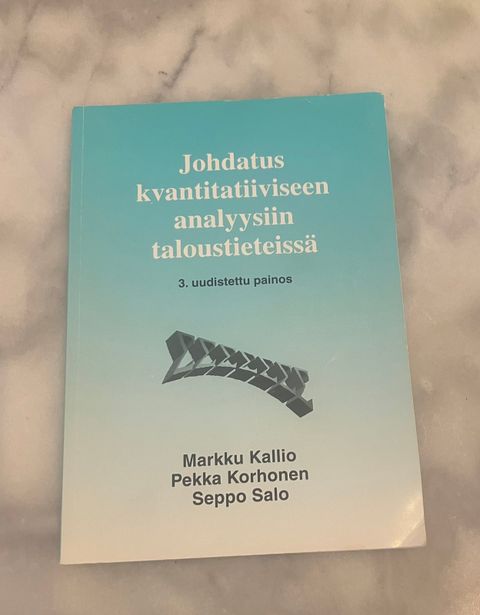 Johdatus
kvantitatiiviseen
analyysiin
taloustieteissä
3. uudistettu painos
Markku Kallio
Pekka Korhonen
Seppo Salo